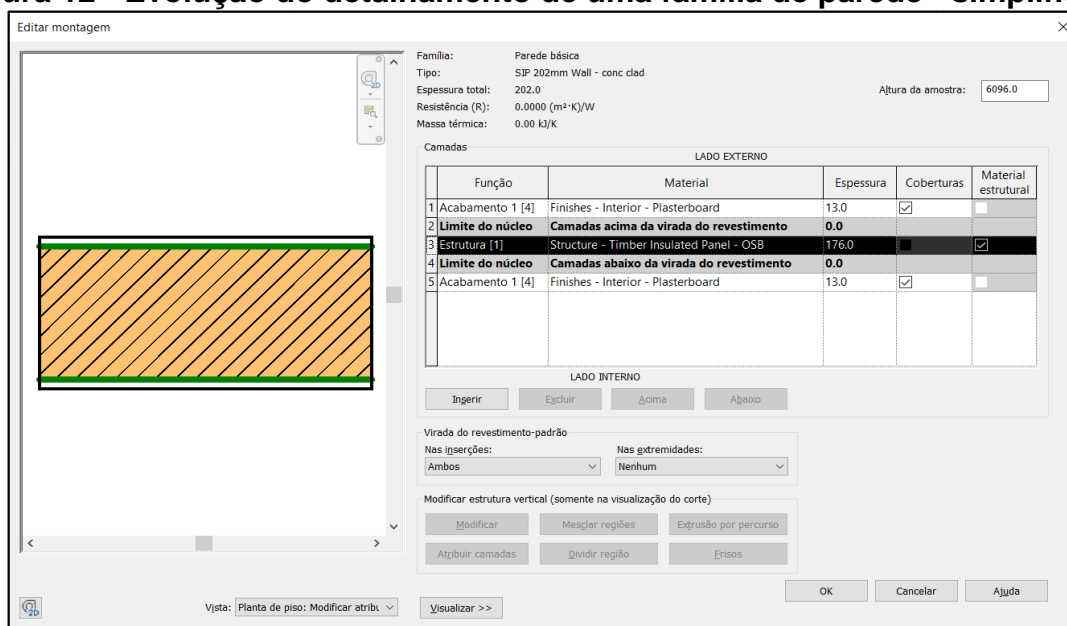 Evolução do detalhamento de uma família de parede
Editar montagem
2D
Família: Parede básica
Tipo: SIP 202mm Wall - conc clad
Espessura total: 202.0
Altura da amostra: 6096.0
Resistência (R): 0.0000 (m²·K)/W
Massa térmica: 0.00 kJ/K
Camadas
LADO EXTERNO
Função Material Espessura Coberturas Material estrutural
1 Acabamento 1 [4] Finishes - Interior - Plasterboard 13.0
2 Limite do núcleo Camadas acima da virada do revestimento 0.0
3 Estrutura [1] Structure - Timber Insulated Panel - OSB 176.0
4 Limite do núcleo Camadas abaixo da virada do revestimento 0.0
5 Acabamento 1 [4] Finishes - Interior - Plasterboard 13.0
LADO INTERNO
Inserir Excluir Acima Abaixo
Virada do revestimento-padrão
Nas inserções: Nas extremidades:
Ambos Nenhum
Modificar estrutura vertical (somente na visualização do corte)
Modificar Mesclar regiões Extrusão por percurso
Atribuir camadas Dividir região Frisos
OK Cancelar Ajuda
2D Vista: Planta de piso: Modificar atribu Visualizar >>